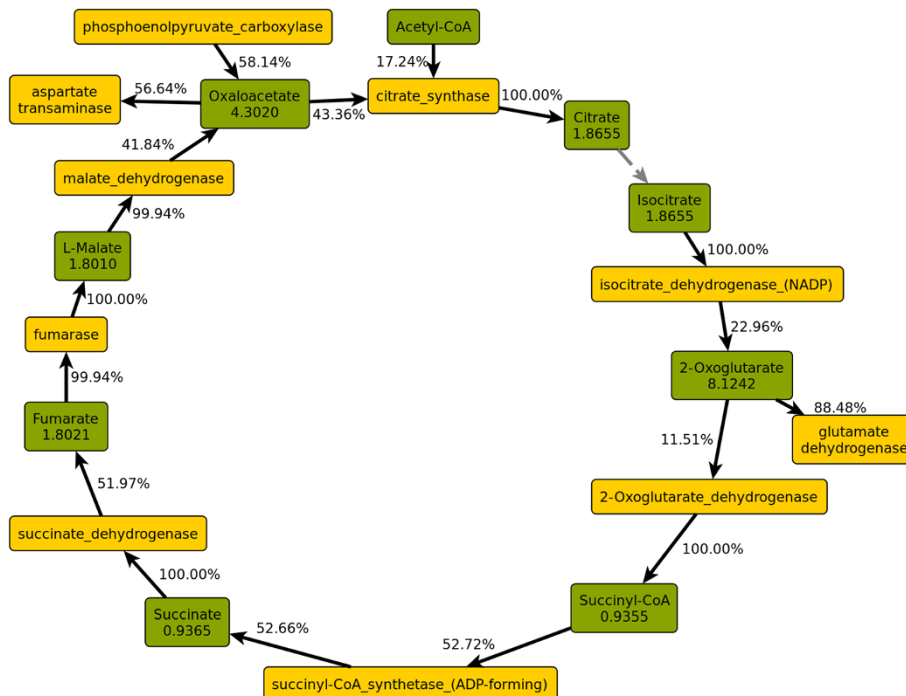 phosphoenolpyruvate_carboxylase
Acetyl-CoA
58.14%
17.24%
aspartate
transaminase
56.64%
Oxaloacetate
4.3020
43.36%
citrate_synthase
100.00%
Citrate
1.8655
41.84%
malate_dehydrogenase
Isocitrate
1.8655
99.94%
L-Malate
1.8010
100.00%
isocitrate_dehydrogenase_(NADP)
100.00%
fumarase
22.96%
99.94%
2-Oxoglutarate
8.1242
88.48%
Fumarate
1.8021
glutamate
dehydrogenase
11.51%
51.97%
2-Oxoglutarate_dehydrogenase
succinate_dehydrogenase
100.00%
100.00%
Succinyl-CoA
0.9355
Succinate
0.9365
52.66%
52.72%
succinyl-CoA_synthetase_(ADP-forming)